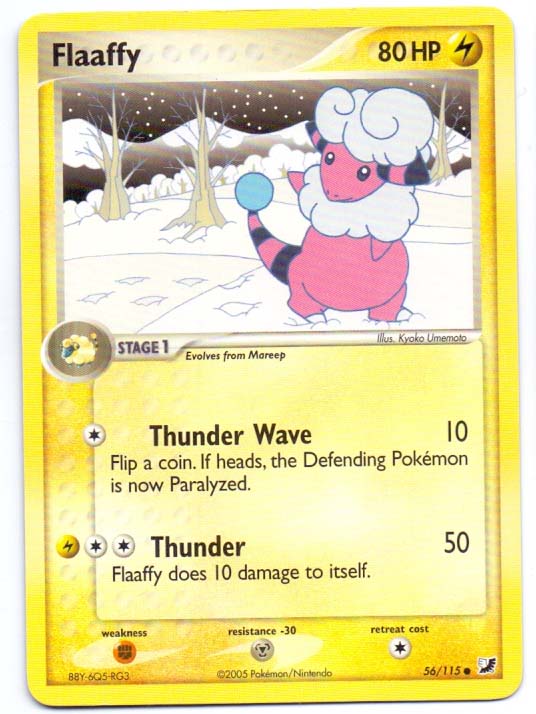 Flaaffy 80 HP
Illus. Kyoko Umemoto
STAGE 1
Evolves from Mareep
Thunder Wave 10
Flip a coin. If heads, the Defending Pokémon
is now Paralyzed.
Thunder 50
Flaaffy does 10 damage to itself.
weakness resistance -30 retreat cost
88Y-6Q5-RG3 ©2005 Pokémon/Nintendo 56/115 ●